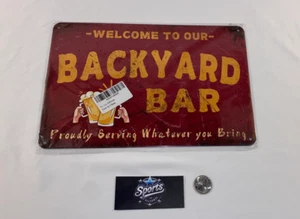 -WELCOME TO OUR-
BACKYARD
BAR
Proudly Serving Whatever you Bring
Sports